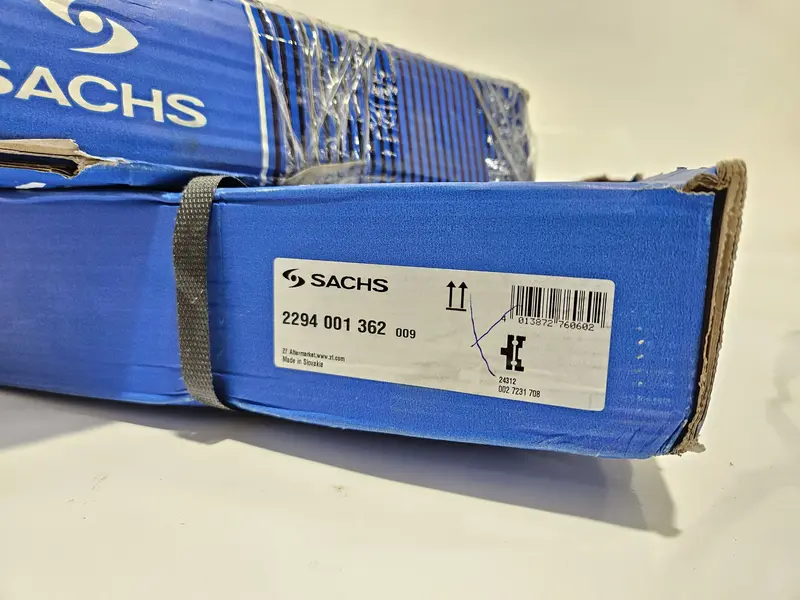 SACHS
SACHS
2294 001 362 009
ZF Aftermarket,www.zf.com
Made in Slovakia
4 013872 760602
24312
002 7231 708